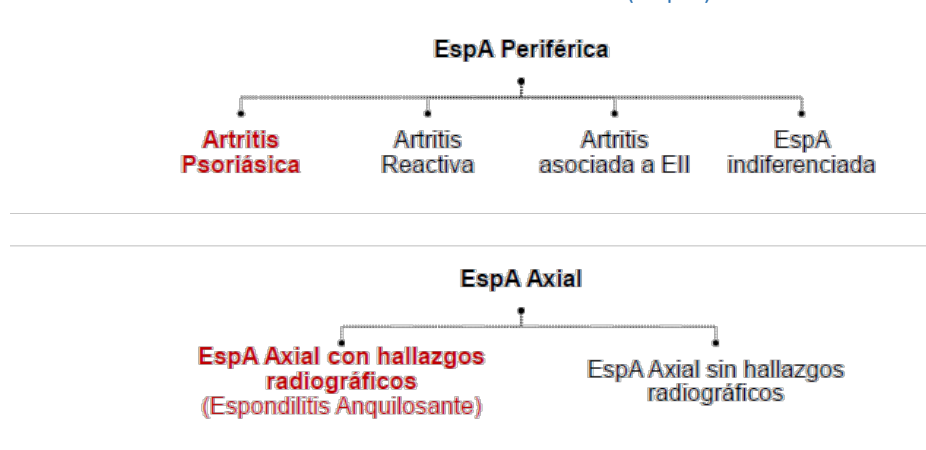 EspA Periférica
Artritis
Psoriásica
Artritis
Reactiva
Artritis
asociada a EII
EspA
indiferenciada
EspA Axial
EspA Axial con hallazgos
radiográficos
(Espondilitis Anquilosante)
EspA Axial sin hallazgos
radiográficos